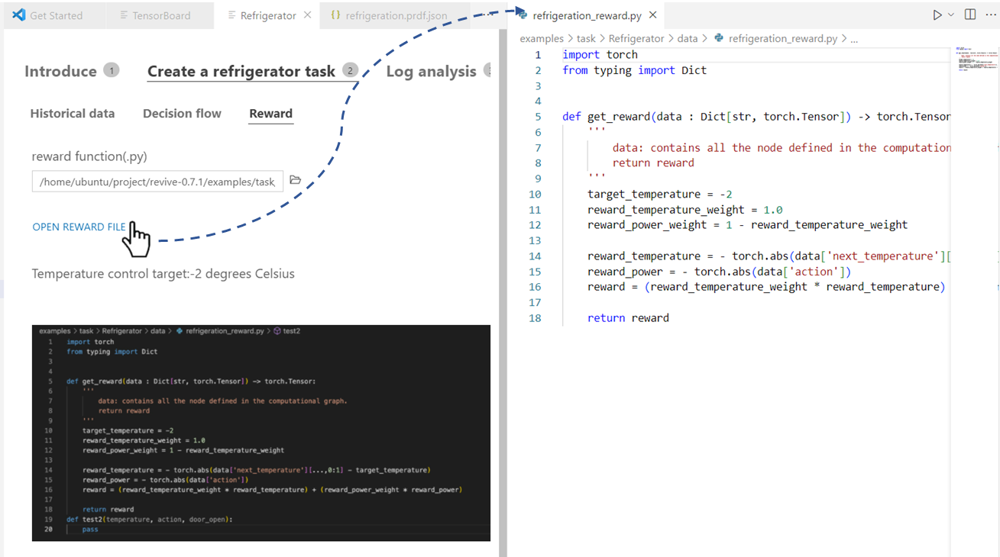 Get Started
TensorBoard
Refrigerator
refrigeration.prdf.json
Introduce 1
Create a refrigerator task 2
Log analysis
Historical data
Decision flow
Reward
reward function(.py)
/home/ubuntu/project/revive-0.7.1/examples/task,
OPEN REWARD FILE
Temperature control target:-2 degrees Celsius
examples > task > Refrigerator > data > refrigeration_reward.py > test2
1 import torch
2 from typing import Dict
3
4
5 def get_reward(data : Dict[str, torch.Tensor]) -> torch.Tensor:
6 '''
7 data: contains all the node defined in the computational graph.
8 return reward
9 '''
10 target_temperature = -2
11 reward_temperature_weight = 1.0
12 reward_power_weight = 1 - reward_temperature_weight
13
14 reward_temperature = - torch.abs(data['next_temperature'][...,0:1] - target_temperature)
15 reward_power = - torch.abs(data['action'])
16 reward = (reward_temperature_weight * reward_temperature) + (reward_power_weight * reward_power)
17
18 return reward
19 def test2(temperature, action, door_open):
20 pass
refrigeration_reward.py
examples > task > Refrigerator > data > refrigeration_reward.py > ...
1 import torch
2 from typing import Dict
3
4
5 def get_reward(data : Dict[str, torch.Tensor]) -> torch.Tensor
6 '''
7 data: contains all the node defined in the computation
8 return reward
9 '''
10 target_temperature = -2
11 reward_temperature_weight = 1.0
12 reward_power_weight = 1 - reward_temperature_weight
13
14 reward_temperature = - torch.abs(data['next_temperature'][
15 reward_power = - torch.abs(data['action'])
16 reward = (reward_temperature_weight * reward_temperature)
17
18 return reward